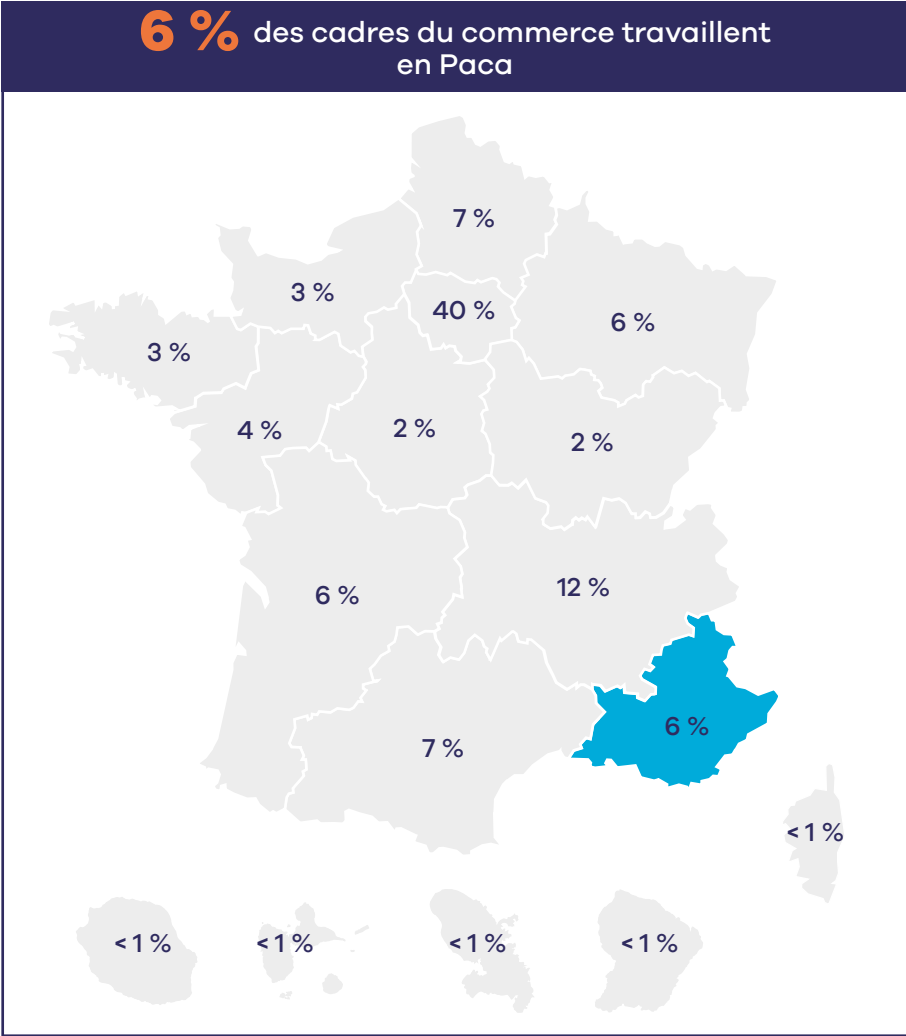 6 % des cadres du commerce travaillent
en Paca
7 %
3 %
40 %
6 %
3 %
4 %
2 %
2 %
6 %
12 %
6 %
7 %
< 1 %
< 1 %
< 1 %
< 1 %
< 1 %